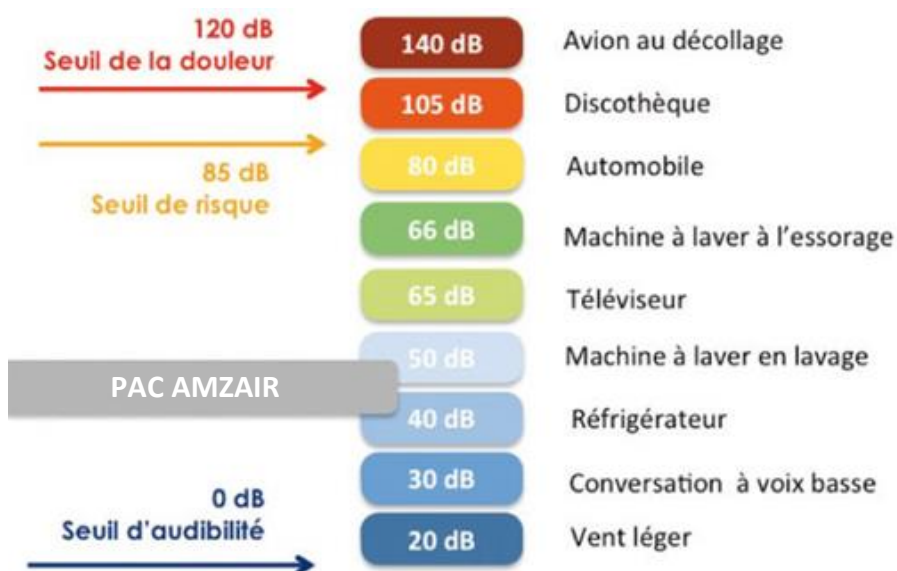 120 dB
Seuil de la douleur
140 dB
Avion au décollage
105 dB
Discothèque
85 dB
Seuil de risque
80 dB
Automobile
66 dB
Machine à laver à l'essorage
65 dB
Téléviseur
50 dB
Machine à laver en lavage
PAC AMZAIR
40 dB
Réfrigérateur
30 dB
Conversation à voix basse
0 dB
Seuil d'audibilité
20 dB
Vent léger